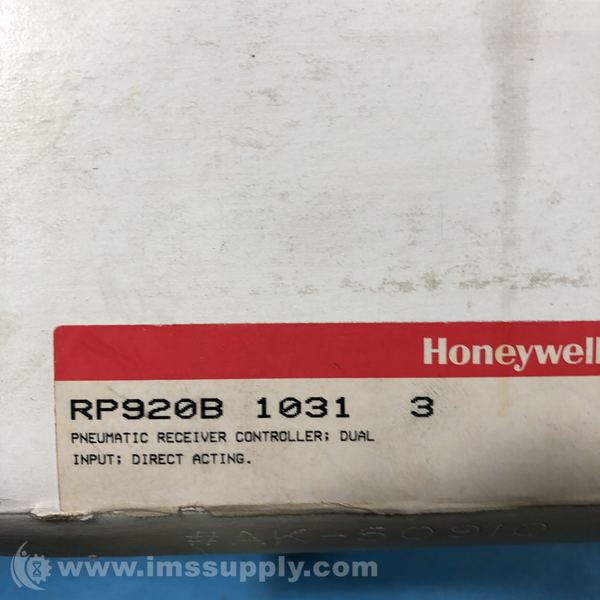 Honeywell
RP920B 1031 3
PNEUMATIC RECEIVER CONTROLLER; DUAL
INPUT; DIRECT ACTING.
www.imssupply.com